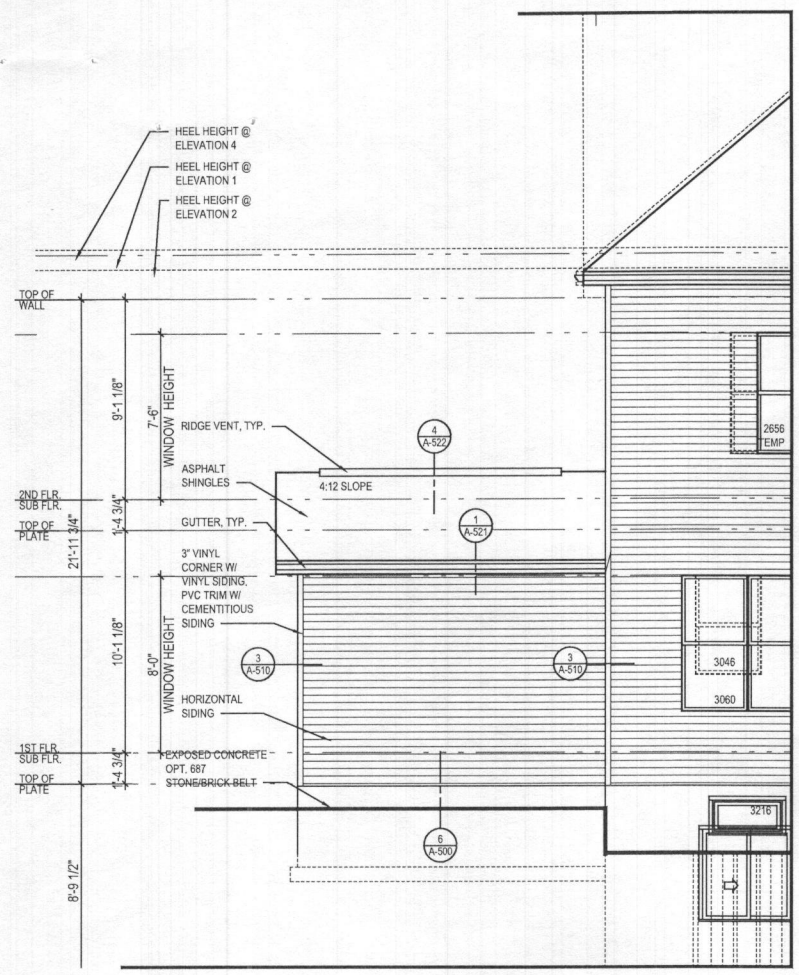 HEEL HEIGHT @
ELEVATION 4
HEEL HEIGHT @
ELEVATION 1
HEEL HEIGHT @
ELEVATION 2
TOP OF
WALL
9'-1 1/8"
7'-6"
WINDOW HEIGHT
RIDGE VENT, TYP.
4
A-522
2656
TEMP
ASPHALT
SHINGLES
4:12 SLOPE
2ND FLR.
SUB FLR.
1'-4 3/4"
TOP OF
PLATE
21'-11 3/4"
GUTTER, TYP.
1
A-521
3" VINYL
CORNER W/
VINYL SIDING,
PVC TRIM W/
CEMENTITIOUS
SIDING
10'-1 1/8"
8'-0"
WINDOW HEIGHT
3
A-510
3
A-510
3046
3060
HORIZONTAL
SIDING
1ST FLR.
SUB FLR.
1'-4 3/4"
TOP OF
PLATE
EXPOSED CONCRETE
OPT. 687
STONE/BRICK BELT
3216
6
A-500
8'-9 1/2"